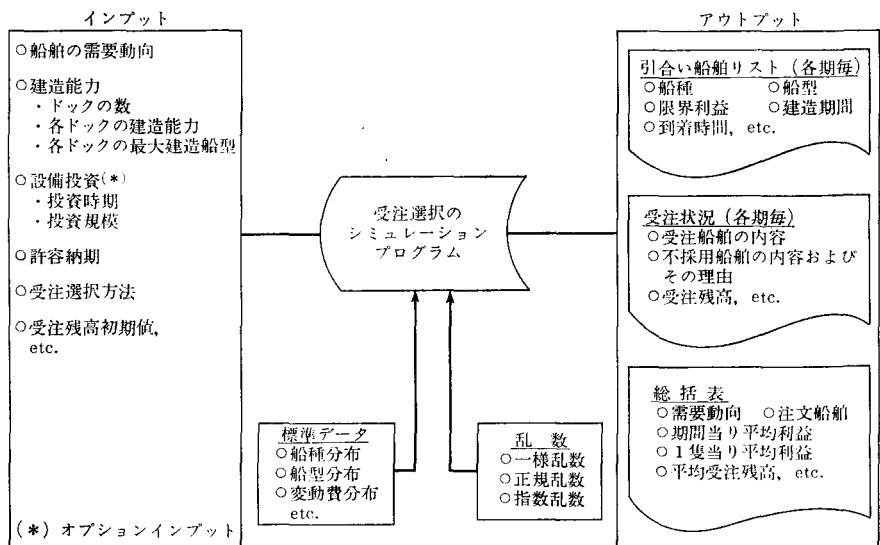 インプット
○船舶の需要動向
○建造能力
・ドックの数
・各ドックの建造能力
・各ドックの最大建造船型
○設備投資(*)
・投資時期
・投資規模
○許容納期
○受注選択方法
○受注残高初期値,
etc.
(*) オプションインプット
受注選択の
シミュレーション
プログラム
標準データ
○船種分布
○船型分布
○変動費分布
etc.
乱 数
○一様乱数
○正規乱数
○指数乱数
アウトプット
引合い船舶リスト (各期毎)
○船種 ○船型
○限界利益 ○建造期間
○到着時間, etc.
受注状況 (各期毎)
○受注船舶の内容
○不採用船舶の内容および
その理由
○受注残高, etc.
総 括 表
○需要動向 ○注文船舶
○期間当り平均利益
○1隻当り平均利益
○平均受注残高, etc.